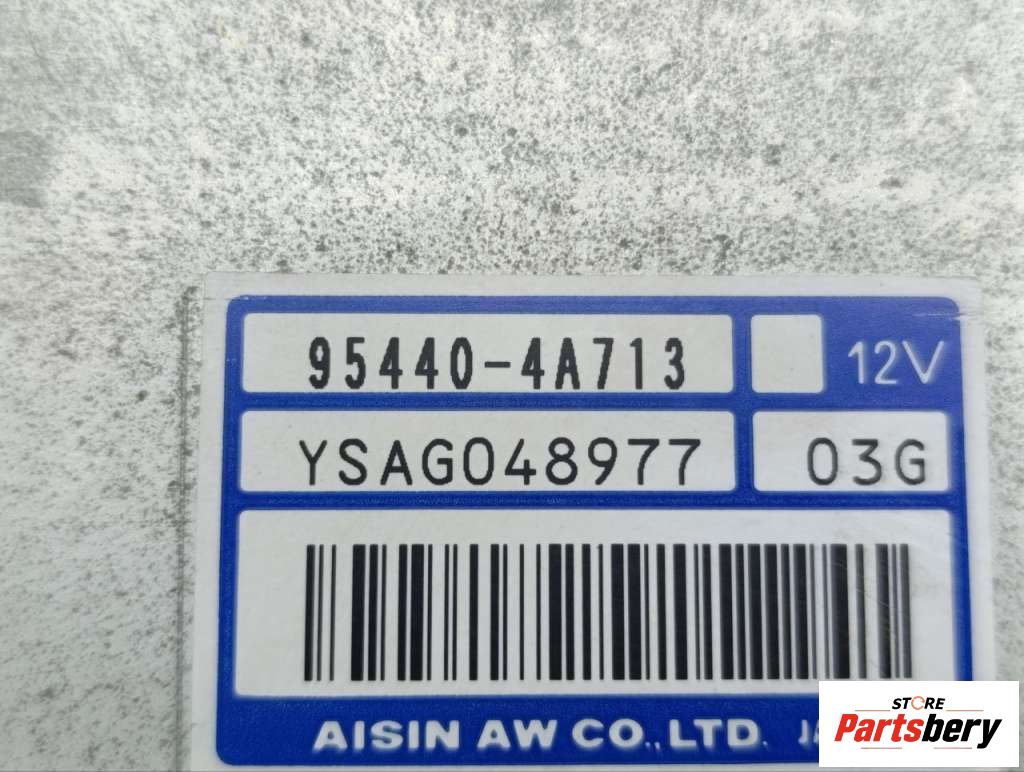 95440-4A713
12V
YSAG048977
03G
AISIN AW CO.,LTD.
STORE
Partsbery